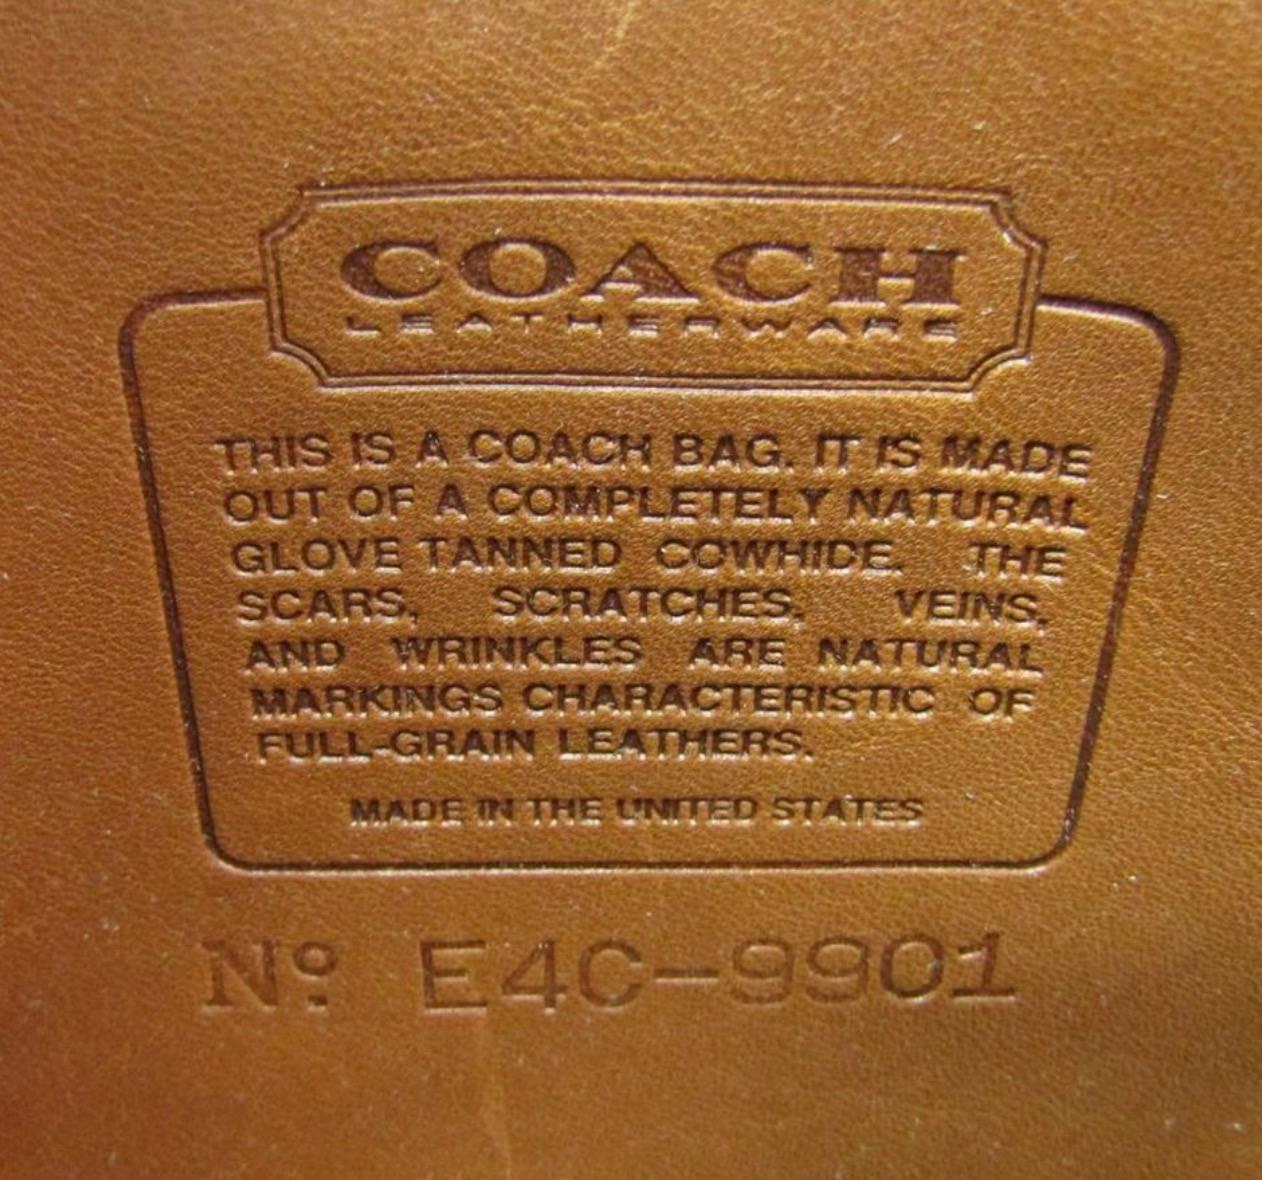 COACH
LEATHERWARE
THIS IS A COACH BAG. IT IS MADE
OUT OF A COMPLETELY NATURAL
GLOVE TANNED COWHIDE. THE
SCARS, SCRATCHES, VEINS,
AND WRINKLES ARE NATURAL
MARKINGS CHARACTERISTIC OF
FULL-GRAIN LEATHERS.
MADE IN THE UNITED STATES
Nº E4C-9901